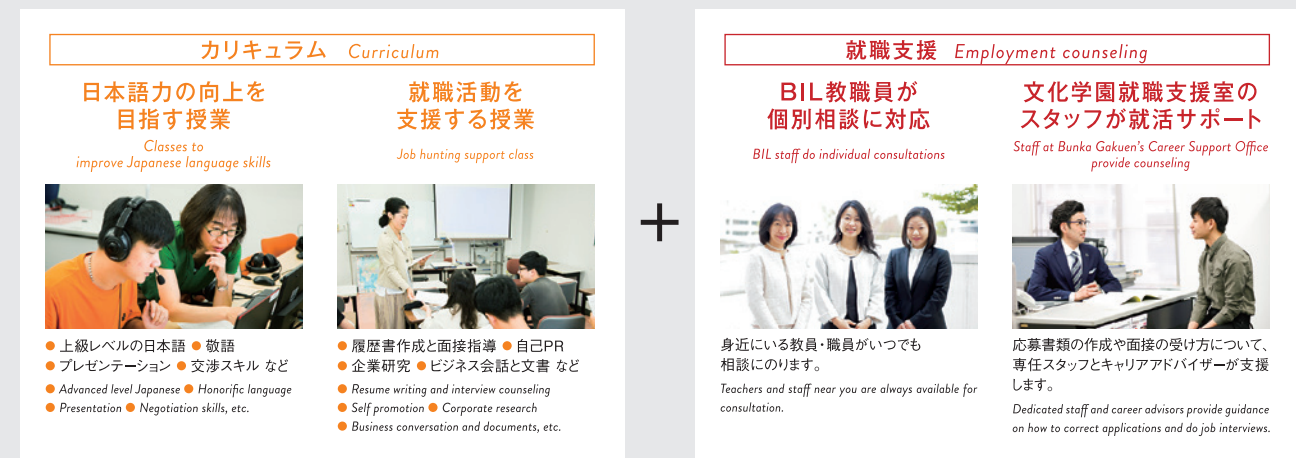 カリキュラム Curriculum
日本語力の向上を
目指す授業
Classes to
improve Japanese language skills
● 上級レベルの日本語 ● 敬語
● プレゼンテーション ● 交渉スキル など
● Advanced level Japanese ● Honorific language
● Presentation ● Negotiation skills, etc.
就職活動を
支援する授業
Job hunting support class
● 履歴書作成と面接指導 ● 自己PR
● 企業研究 ● ビジネス会話と文書 など
● Resume writing and interview counseling
● Self promotion ● Corporate research
● Business conversation and documents, etc.
+
就職支援 Employment counseling
BIL教職員が
個別相談に対応
BIL staff do individual consultations
身近にいる教員・職員がいつでも
相談にのります。
Teachers and staff near you are always available for
consultation.
文化学園就職支援室の
スタッフが就活サポート
Staff at Bunka Gakuen's Career Support Office
provide counseling
応募書類の作成や面接の受け方について、
専任スタッフとキャリアアドバイザーが支援
します。
Dedicated staff and career advisors provide guidance
on how to correct applications and do job interviews.